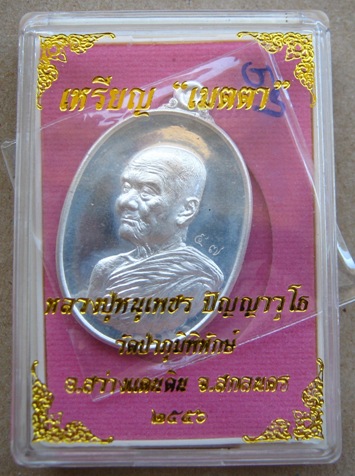 เหรียญ "เมตตา"
๕๗
หลวงปู่หนูเพชร ปัญญาวุโธ
วัดป่าภูมิพิทักษ์
อ.สว่างแดนดิน จ.สกลนคร
๒๕๕๖